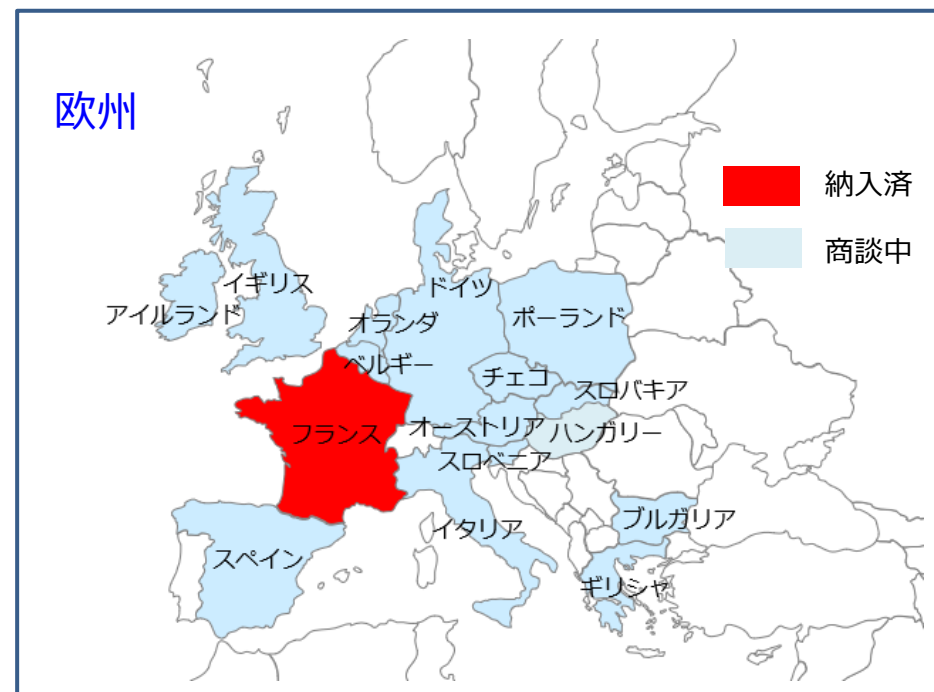 欧州
納入済
商談中
イギリス
アイルランド
ドイツ
オランダ
ポーランド
ベルギー
チェコ
スロバキア
フランス
オーストリア
ハンガリー
スロベニア
イタリア
ブルガリア
スペイン
ギリシャ